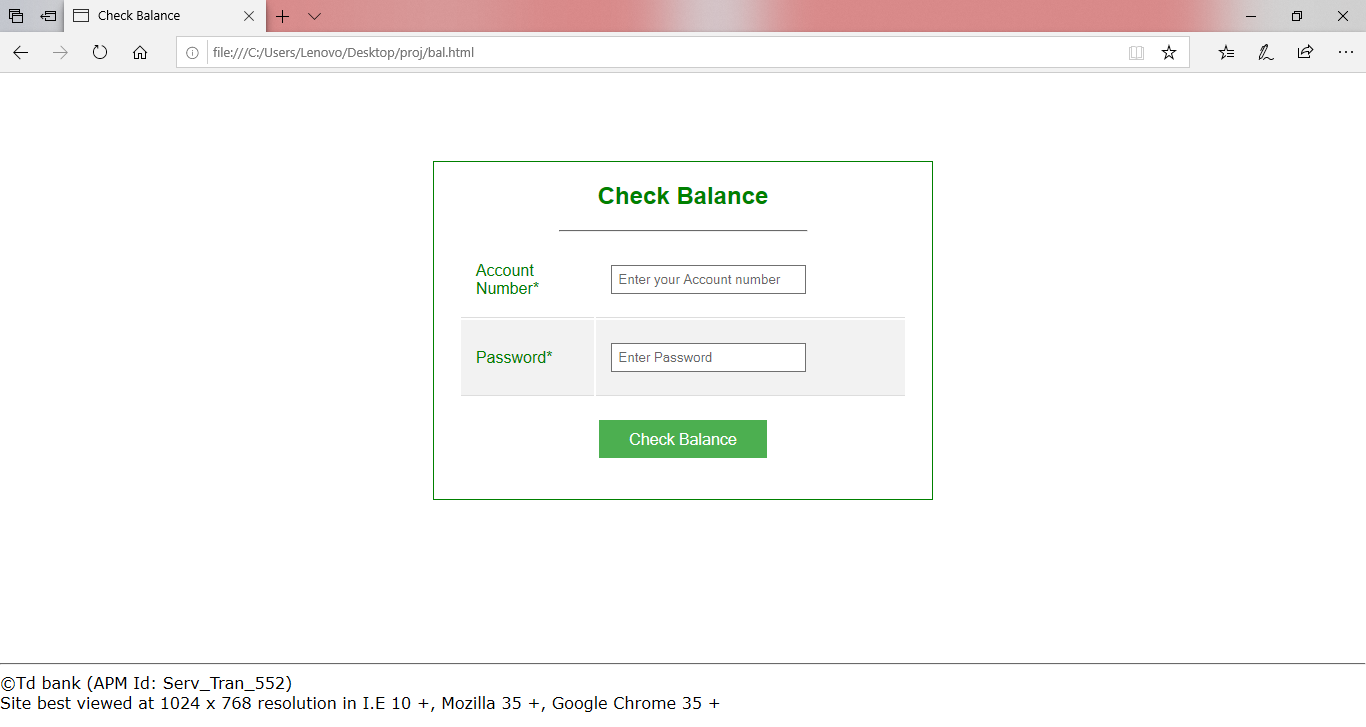 Check Balance
file:///C:/Users/Lenovo/Desktop/proj/bal.html
Check Balance
Account
Number*
Enter your Account number
Password*
Enter Password
Check Balance
©Td bank (APM Id: Serv_Tran_552)
Site best viewed at 1024 x 768 resolution in I.E 10 +, Mozilla 35 +, Google Chrome 35 +